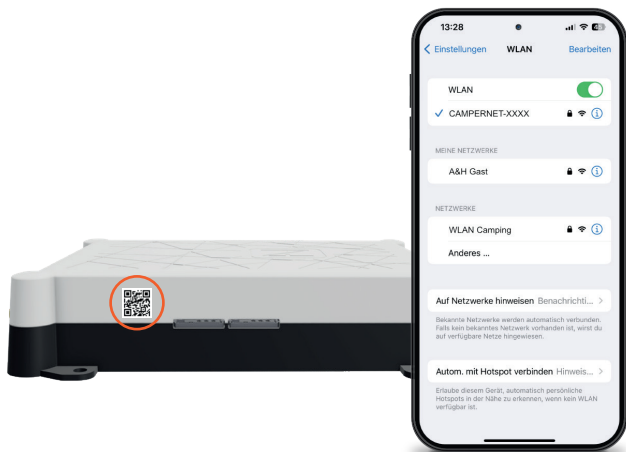 13:28
Einstellungen WLAN Bearbeiten
WLAN
CAMPERNET-XXXX
MEINE NETZWERKE
A&H Gast
NETZWERKE
WLAN Camping
Anderes ...
Auf Netzwerke hinweisen Benachrichti...
Bekannte Netzwerke werden automatisch verbunden.
Falls kein bekanntes Netzwerk vorhanden ist, wirst du
auf verfügbare Netze hingewiesen.
Autom. mit Hotspot verbinden Hinweis...
Erlaube diesem Gerät, automatisch persönliche
Hotspots in der Nähe zu erkennen, wenn kein WLAN
verfügbar ist.